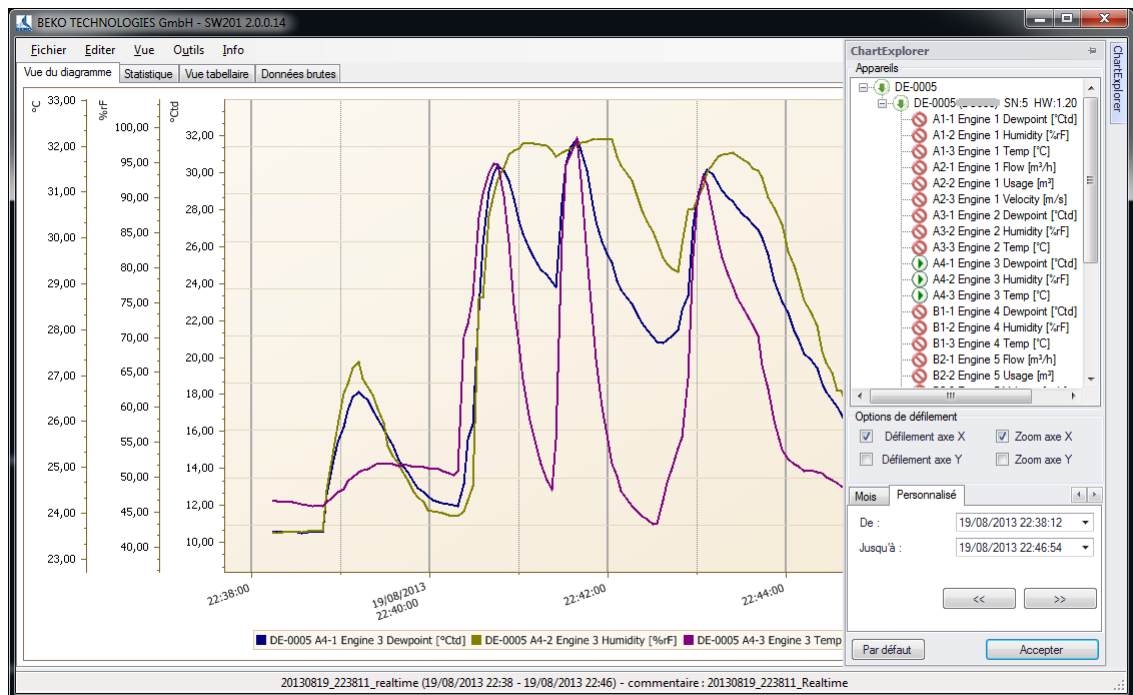 BEKO TECHNOLOGIES GmbH - SW201 2.0.0.14
Fichier Editer Vue Outils Info
Vue du diagramme Statistique Vue tabellaire Données brutes
°C %rF °Ctd
33,00
32,00
31,00
30,00
29,00
28,00
27,00
26,00
25,00
24,00
23,00
100,00
95,00
90,00
85,00
80,00
75,00
70,00
65,00
60,00
55,00
50,00
45,00
40,00
32,00
30,00
28,00
26,00
24,00
22,00
20,00
18,00
16,00
14,00
12,00
10,00
22:38:00
19/08/2013
22:40:00
22:42:00
22:44:00
DE-0005 A4-1 Engine 3 Dewpoint [°Ctd] DE-0005 A4-2 Engine 3 Humidity [%rF] DE-0005 A4-3 Engine 3 Temp
ChartExplorer
ChartExplorer
Appareils
DE-0005
DE-0005 SN:5 HW:1.20
A1-1 Engine 1 Dewpoint [°Ctd]
A1-2 Engine 1 Humidity [%rF]
A1-3 Engine 1 Temp [°C]
A2-1 Engine 1 Flow [m³/h]
A2-2 Engine 1 Usage [m³]
A2-3 Engine 1 Velocity [m/s]
A3-1 Engine 2 Dewpoint [°Ctd]
A3-2 Engine 2 Humidity [%rF]
A3-3 Engine 2 Temp [°C]
A4-1 Engine 3 Dewpoint [°Ctd]
A4-2 Engine 3 Humidity [%rF]
A4-3 Engine 3 Temp [°C]
B1-1 Engine 4 Dewpoint [°Ctd]
B1-2 Engine 4 Humidity [%rF]
B1-3 Engine 4 Temp [°C]
B2-1 Engine 5 Flow [m³/h]
B2-2 Engine 5 Usage [m³]
Options de défilement
Défilement axe X Zoom axe X
Défilement axe Y Zoom axe Y
Mois Personnalisé
De : 19/08/2013 22:38:12
Jusqu'à : 19/08/2013 22:46:54
<< >>
Par défaut Accepter
20130819_223811_realtime (19/08/2013 22:38 - 19/08/2013 22:46) - commentaire : 20130819_223811_Realtime